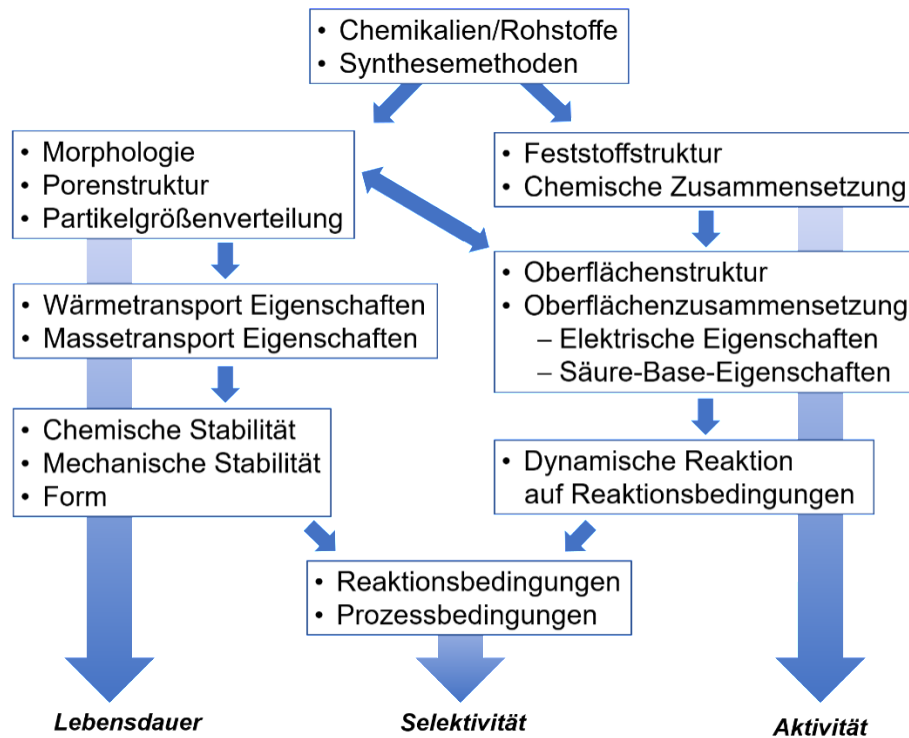 • Chemikalien/Rohstoffe
• Synthesemethoden
• Morphologie
• Porenstruktur
• Partikelgrößenverteilung
• Feststoffstruktur
• Chemische Zusammensetzung
• Wärmetransport Eigenschaften
• Massetransport Eigenschaften
• Oberflächenstruktur
• Oberflächenzusammensetzung
– Elektrische Eigenschaften
– Säure-Base-Eigenschaften
• Chemische Stabilität
• Mechanische Stabilität
• Form
• Dynamische Reaktion
auf Reaktionsbedingungen
• Reaktionsbedingungen
• Prozessbedingungen
Lebensdauer
Selektivität
Aktivität